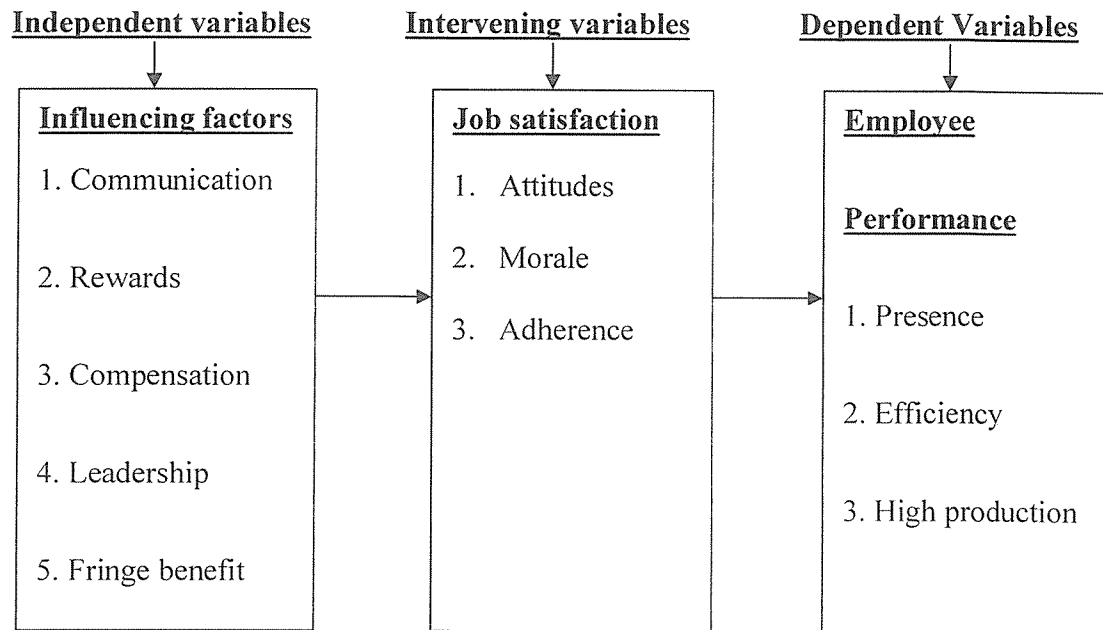 Independent variables
Intervening variables
Dependent Variables
Influencing factors
1. Communication
2. Rewards
3. Compensation
4. Leadership
5. Fringe benefit
Job satisfaction
1. Attitudes
2. Morale
3. Adherence
Employee
Performance
1. Presence
2. Efficiency
3. High production